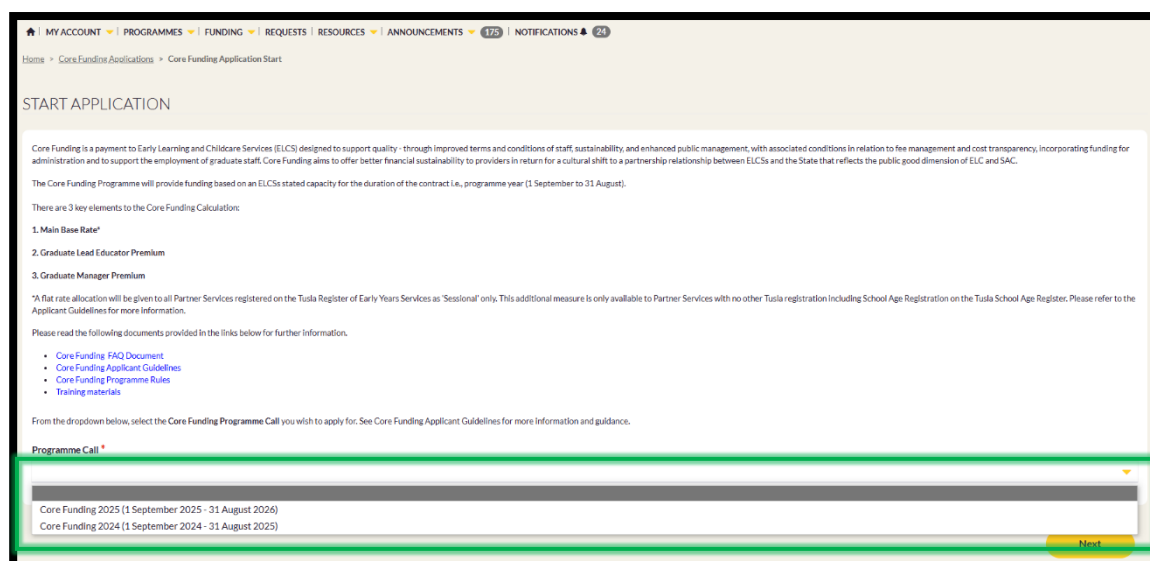 MY ACCOUNT | PROGRAMMES | FUNDING | REQUESTS | RESOURCES | ANNOUNCEMENTS 175 | NOTIFICATIONS 24
Home > Core Funding Applications > Core Funding Application Start
START APPLICATION
Core Funding is a payment to Early Learning and Childcare Services (ELCS) designed to support quality - through improved terms and conditions of staff, sustainability, and enhanced public management, with associated conditions in relation to fee management and cost transparency, incorporating funding for
administration and to support the employment of graduate staff. Core Funding aims to offer better financial sustainability to providers in return for a cultural shift to a partnership relationship between ELCSs and the State that reflects the public good dimension of ELC and SAC.
The Core Funding Programme will provide funding based on an ELCSs stated capacity for the duration of the contract i.e., programme year (1 September to 31 August).
There are 3 key elements to the Core Funding Calculation:
1. Main Base Rate*
2. Graduate Lead Educator Premium
3. Graduate Manager Premium
*A flat rate allocation will be given to all Partner Services registered on the Tusla Register of Early Years Services as 'Sessional' only. This additional measure is only available to Partner Services with no other Tusla registration including School Age Registration on the Tusla School Age Register. Please refer to the
Applicant Guidelines for more information.
Please read the following documents provided in the links below for further information.
• Core Funding FAQ Document
• Core Funding Applicant Guidelines
• Core Funding Programme Rules
• Training materials
From the dropdown below, select the Core Funding Programme Call you wish to apply for. See Core Funding Applicant Guidelines for more information and guidance.
Programme Call *
Core Funding 2025 (1 September 2025 - 31 August 2026)
Core Funding 2024 (1 September 2024 - 31 August 2025)
Next